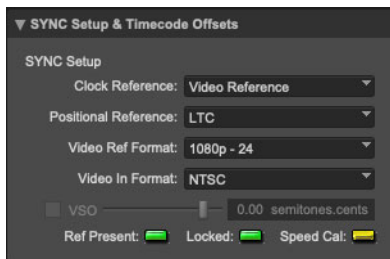 SYNC Setup & Timecode Offsets
SYNC Setup
Clock Reference: Video Reference
Positional Reference: LTC
Video Ref Format: 1080p - 24
Video In Format: NTSC
VSO 0.00 semitones.cents
Ref Present: Locked: Speed Cal: